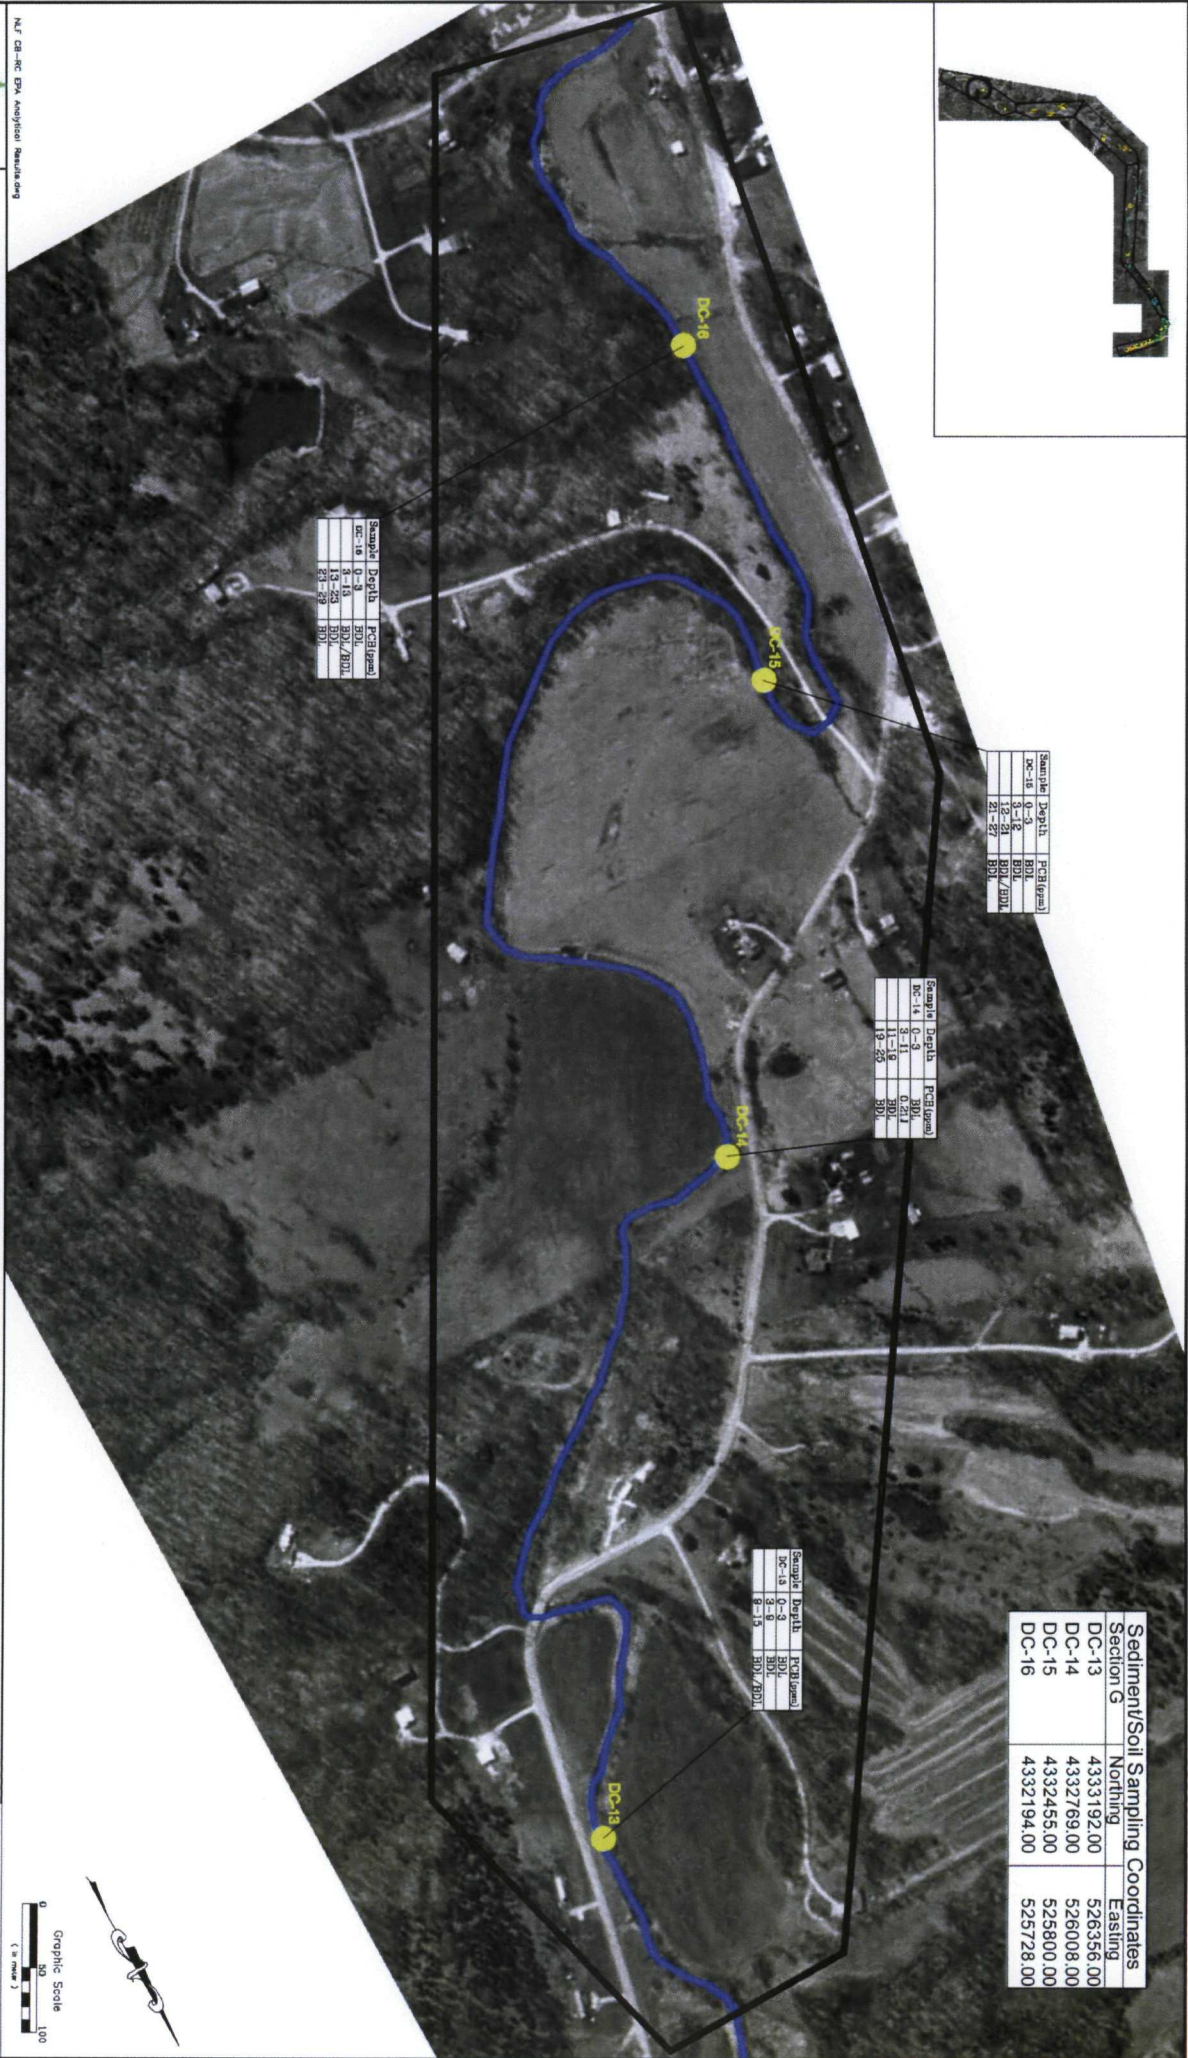 NLF CB-RC EPA Analytical Results.dwg
DC-16
Sample Depth PCB(ppm)
DC-16 0-3 BDL
3-13 BDL/BDL
13-23 BDL
23-29 BDL
DC-15
Sample Depth PCB(ppm)
DC-15 0-3 BDL
3-12 BDL
12-21 BDL/BDL
21-27 BDL
DC-14
Sample Depth PCB(ppm)
DC-14 0-3 BDL
3-11 0.21J
11-19 BDL
19-25 BDL
DC-13
Sample Depth PCB(ppm)
DC-13 0-3 BDL
3-9 BDL
9-15 BDL/BDL
Sediment/Soil Sampling Coordinates
Section G Northing Easting
DC-13 4333192.00 526356.00
DC-14 4332769.00 526008.00
DC-15 4332455.00 525800.00
DC-16 4332194.00 525728.00
Graphic Scale
0 50 100
( in meter )